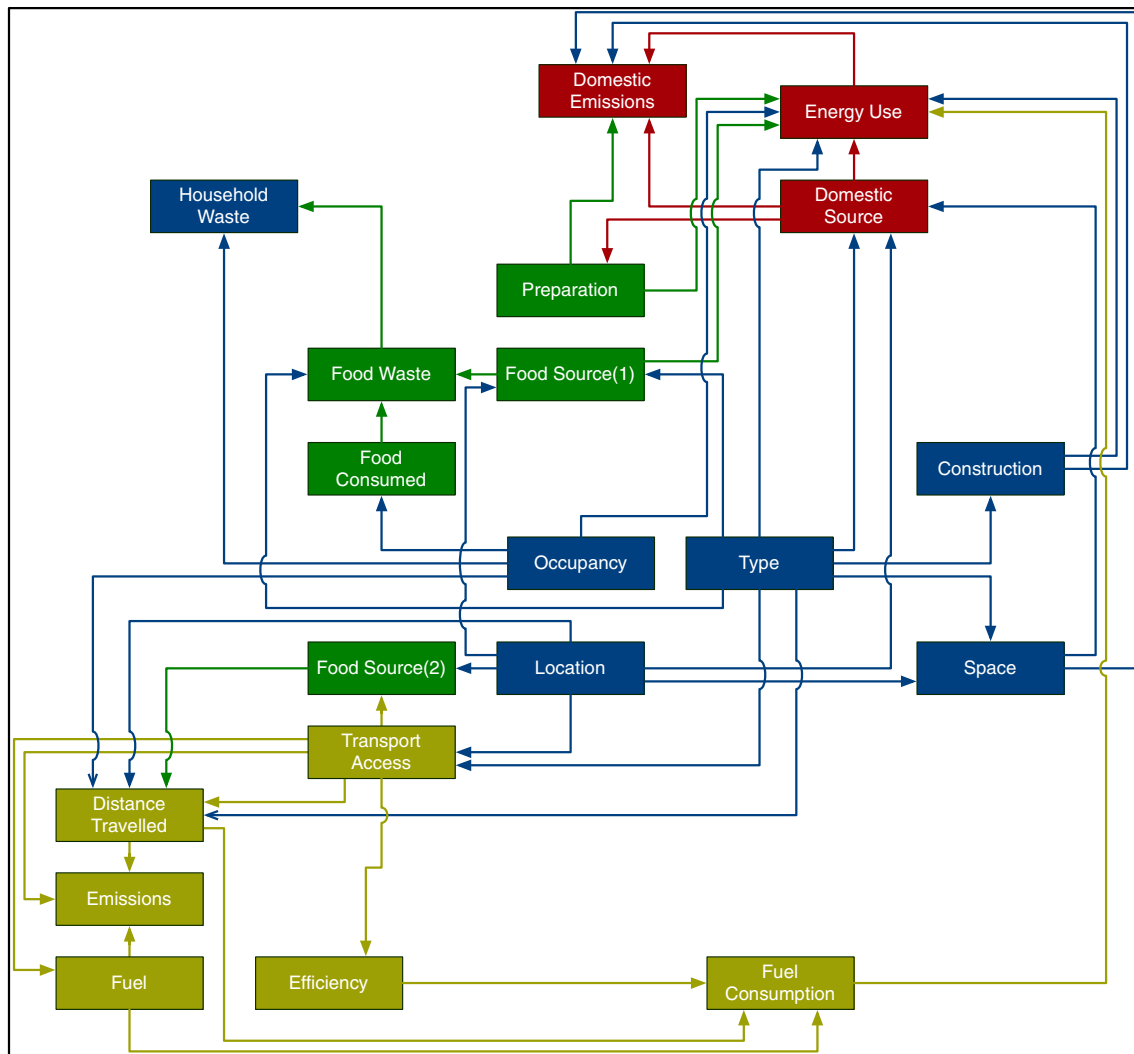 Domestic
Emissions
Energy Use
Household
Waste
Domestic
Source
Preparation
Food Waste
Food Source(1)
Food
Consumed
Construction
Occupancy
Type
Food Source(2)
Location
Space
Transport
Access
Distance
Travelled
Emissions
Fuel
Efficiency
Fuel
Consumption